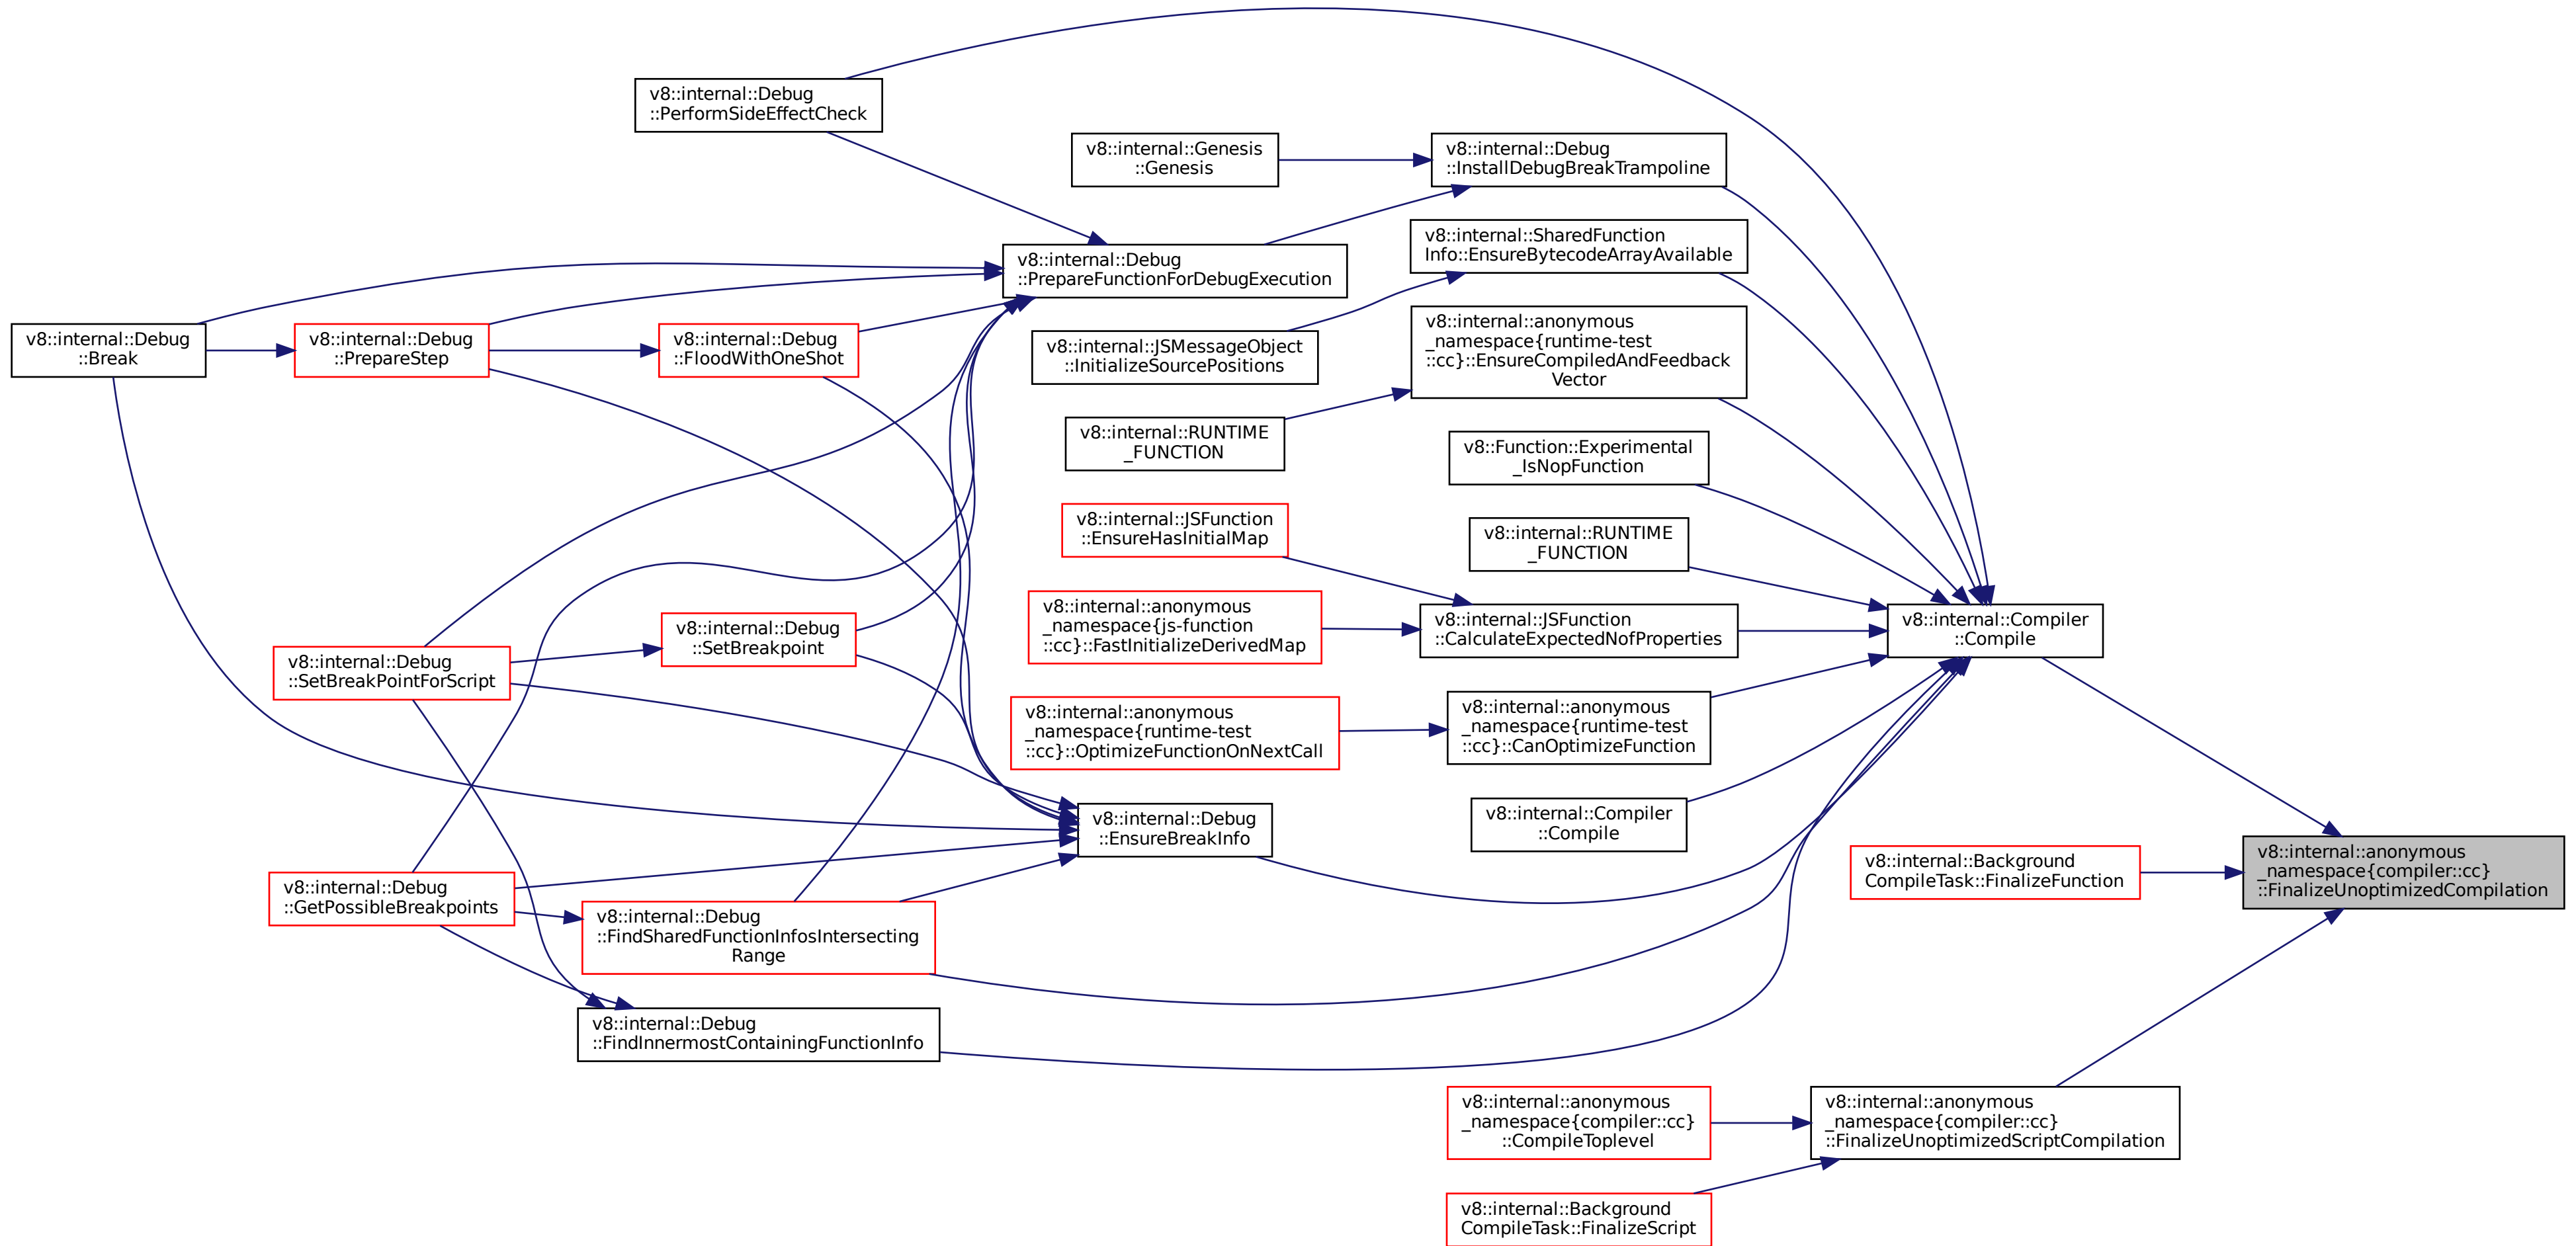 v8::internal::Debug
::PerformSideEffectCheck
v8::internal::Genesis
::Genesis
v8::internal::Debug
::InstallDebugBreakTrampoline
v8::internal::SharedFunction
Info::EnsureBytecodeArrayAvailable
v8::internal::Debug
::PrepareFunctionForDebugExecution
v8::internal::anonymous
_namespace{runtime-test
::cc}::EnsureCompiledAndFeedback
Vector
v8::internal::Debug
::Break
v8::internal::Debug
::PrepareStep
v8::internal::Debug
::FloodWithOneShot
v8::internal::JSMessageObject
::InitializeSourcePositions
v8::internal::RUNTIME
_FUNCTION
v8::Function::Experimental
_IsNopFunction
v8::internal::JSFunction
::EnsureHasInitialMap
v8::internal::RUNTIME
_FUNCTION
v8::internal::anonymous
_namespace{js-function
::cc}::FastInitializeDerivedMap
v8::internal::JSFunction
::CalculateExpectedNofProperties
v8::internal::Compiler
::Compile
v8::internal::Debug
::SetBreakpoint
v8::internal::Debug
::SetBreakPointForScript
v8::internal::anonymous
_namespace{runtime-test
::cc}::OptimizeFunctionOnNextCall
v8::internal::anonymous
_namespace{runtime-test
::cc}::CanOptimizeFunction
v8::internal::Compiler
::Compile
v8::internal::Debug
::EnsureBreakInfo
v8::internal::Background
CompileTask::FinalizeFunction
v8::internal::anonymous
_namespace{compiler::cc}
::FinalizeUnoptimizedCompilation
v8::internal::Debug
::GetPossibleBreakpoints
v8::internal::Debug
::FindSharedFunctionInfosIntersecting
Range
v8::internal::Debug
::FindInnermostContainingFunctionInfo
v8::internal::anonymous
_namespace{compiler::cc}
::CompileToplevel
v8::internal::anonymous
_namespace{compiler::cc}
::FinalizeUnoptimizedScriptCompilation
v8::internal::Background
CompileTask::FinalizeScript